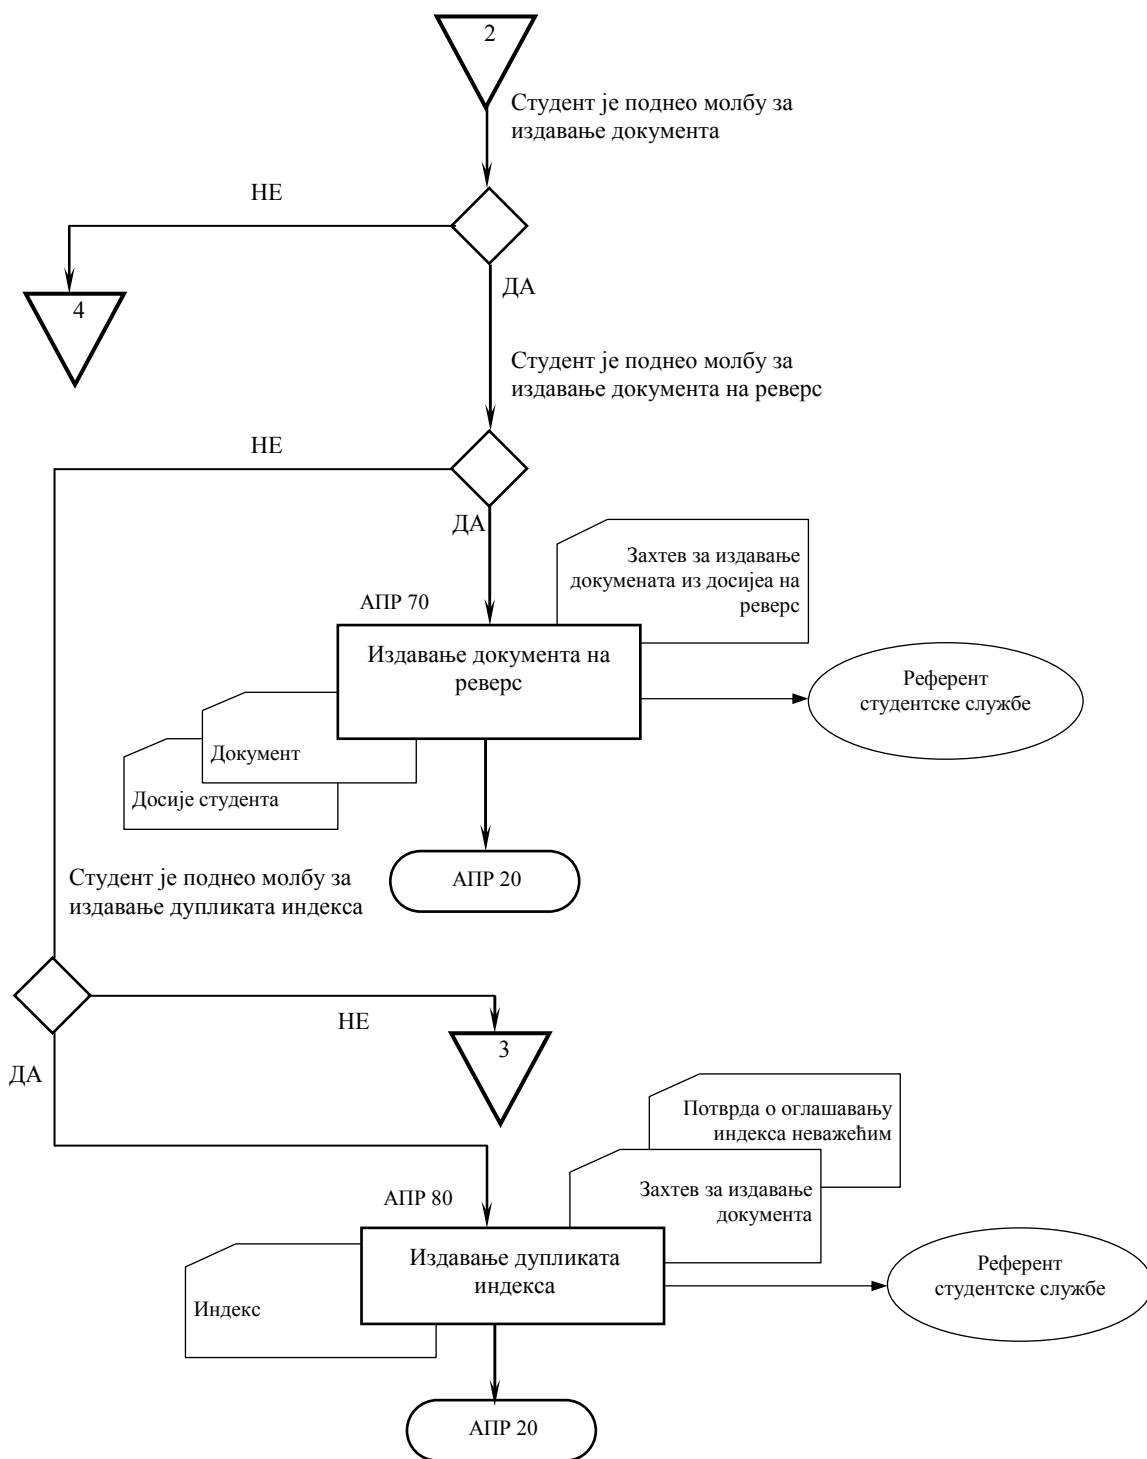 2
Студент је поднео молбу за
издавање документа
НЕ
ДА
4
Студент је поднео молбу за
издавање документа на реверс
НЕ
ДА
Захтев за издавање
докумената из досијеа на
реверс
АПР 70
Издавање документа на
реверс
Референт
студентске службе
Документ
Досије студента
АПР 20
Студент је поднео молбу за
издавање дупликата индекса
НЕ
3
ДА
Потврда о оглашавању
индекса неважећим
Захтев за издавање
документа
АПР 80
Издавање дупликата
индекса
Референт
студентске службе
Индекс
АПР 20